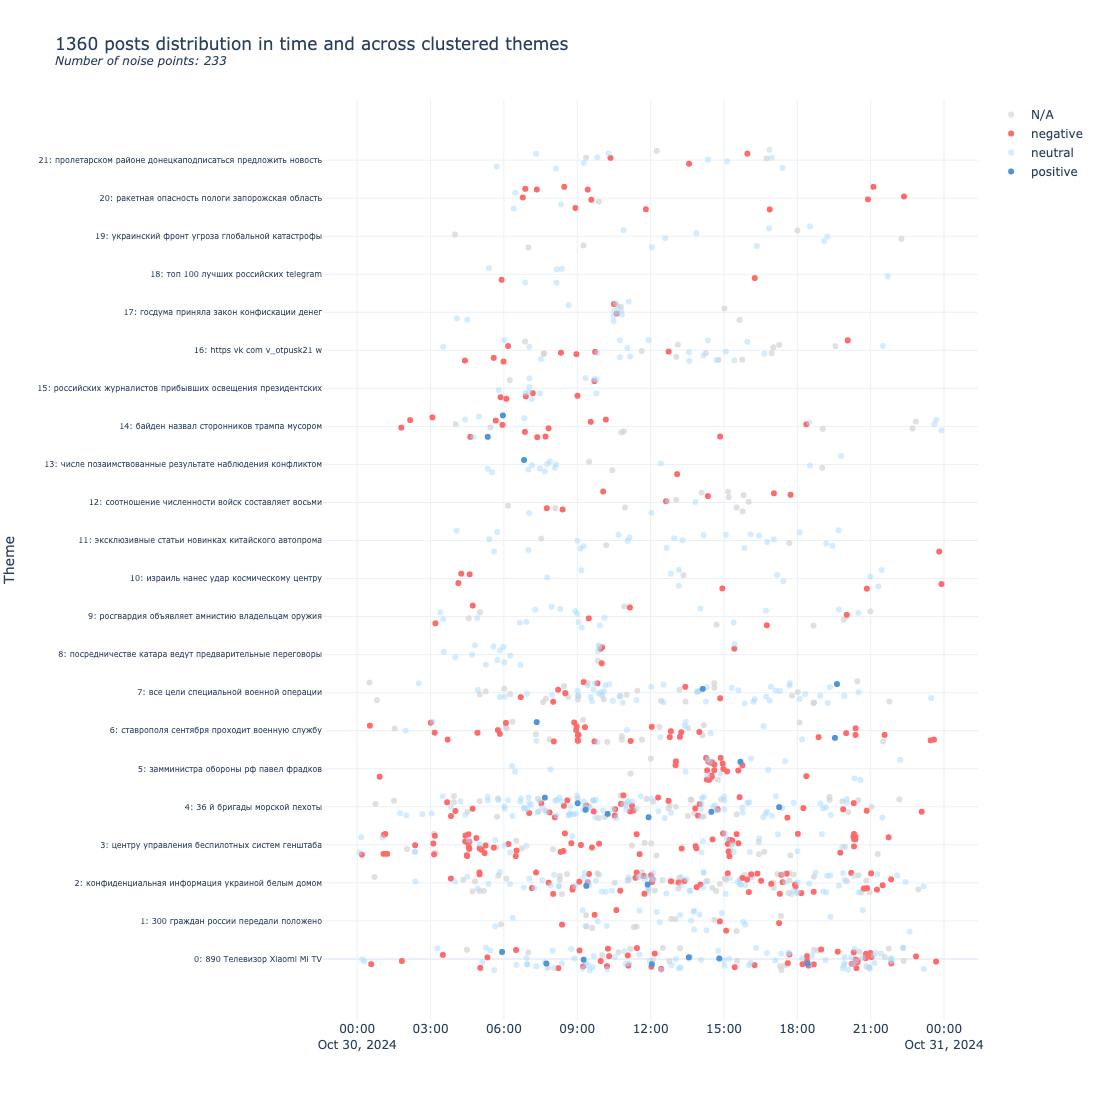 1360 posts distribution in time and across clustered themes
Number of noise points: 233
N/A
negative
neutral
positive
Theme
21: пролетарском районе донецкаподписаться предложить новость
20: ракетная опасность пологи запорожская область
19: украинский фронт угроза глобальной катастрофы
18: топ 100 лучших российских telegram
17: госдума приняла закон конфискации денег
16: https vk com v_otpusk21 w
15: российских журналистов прибывших освещения президентских
14: байден назвал сторонников трампа мусором
13: числе позаимствованные результате наблюдения конфликтом
12: соотношение численности войск составляет восьми
11: эксклюзивные статьи новинках китайского автопрома
10: израиль нанес удар космическому центру
9: росгвардия объявляет амнистию владельцам оружия
8: посредничестве катара ведут предварительные переговоры
7: все цели специальной военной операции
6: ставрополя сентября проходит военную службу
5: замминистра обороны рф павел фрадков
4: 36 й бригады морской пехоты
3: центру управления беспилотных систем генштаба
2: конфиденциальная информация украиной белым домом
1: 300 граждан россии передали положено
0: 890 Телевизор Xiaomi Mi TV
00:00 03:00 06:00 09:00 12:00 15:00 18:00 21:00 00:00
Oct 30, 2024 Oct 31, 2024